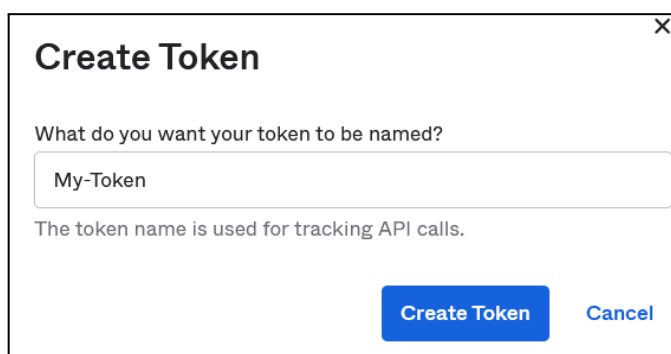 Create Token
What do you want your token to be named?
My-Token
The token name is used for tracking API calls.
Create Token Cancel